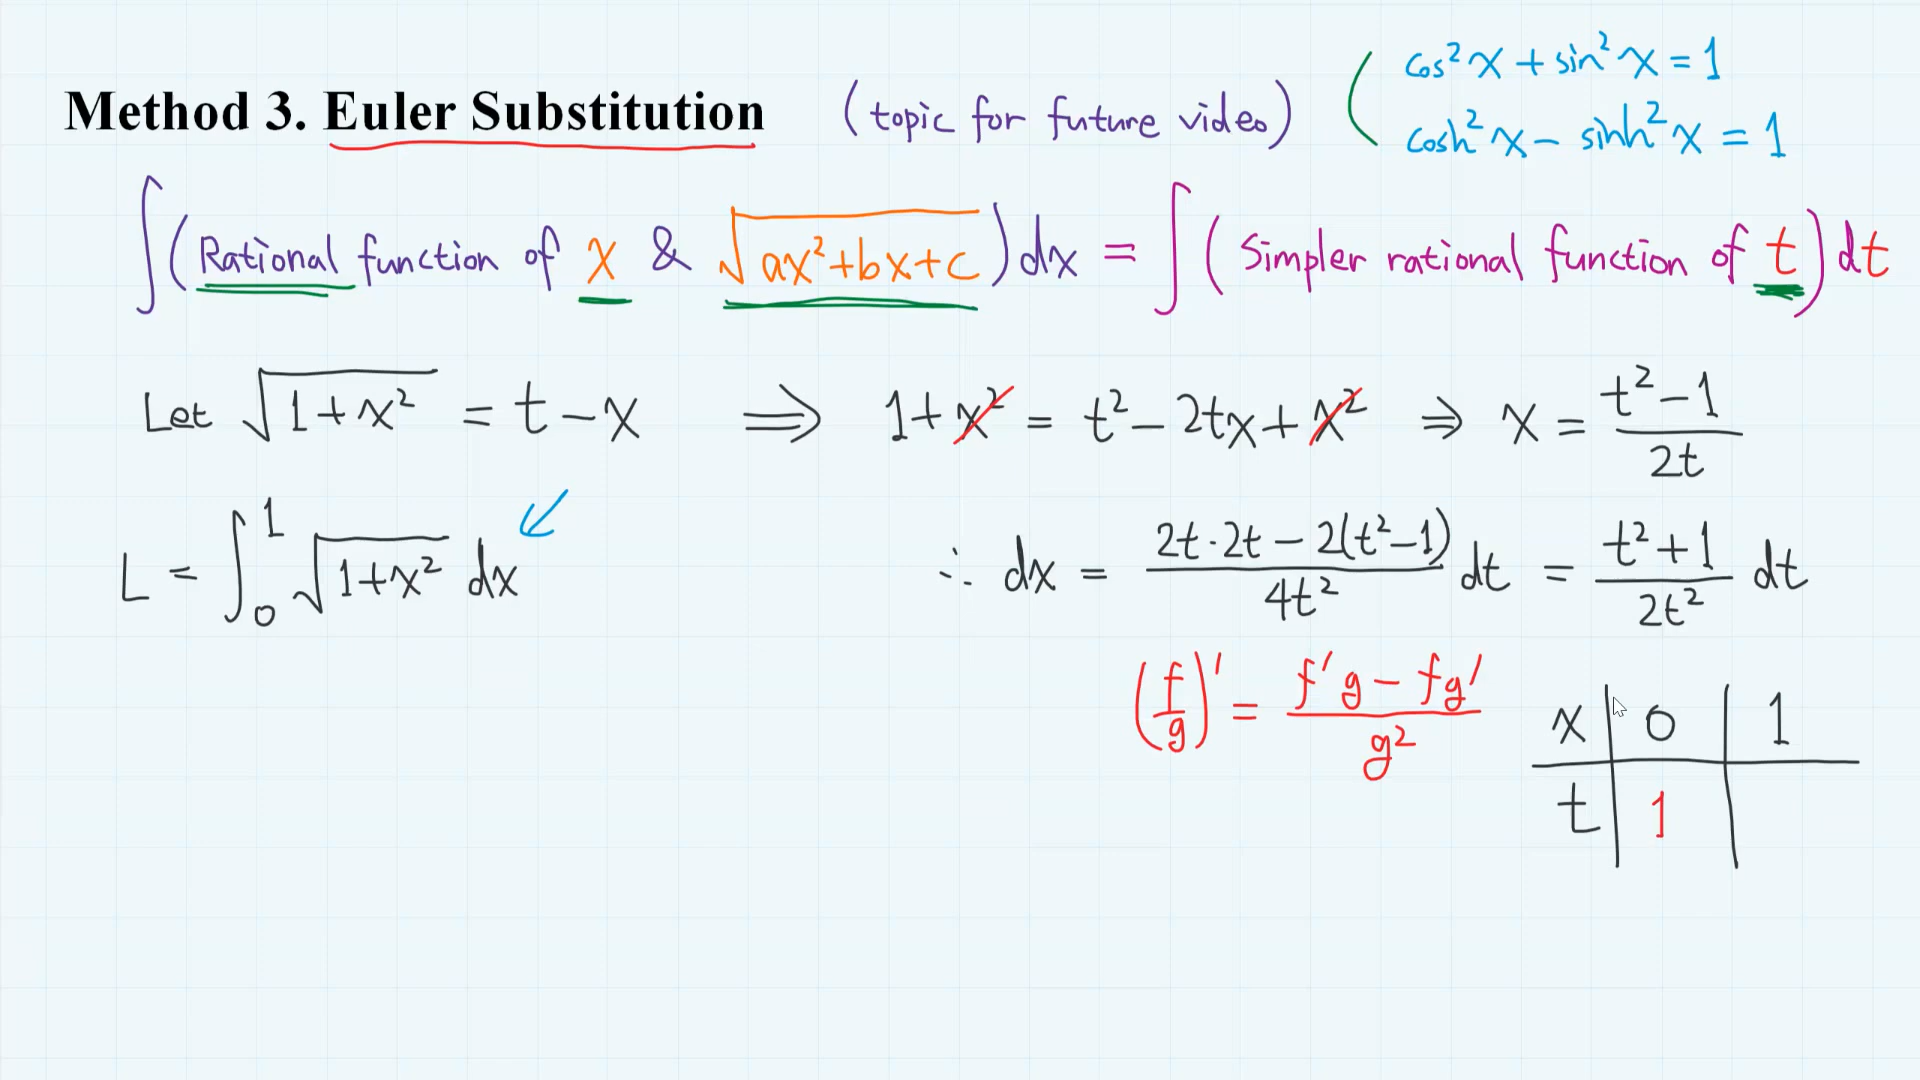 Method 3. Euler Substitution (topic for future video)
cos²x + sin²x = 1
cosh²x − sinh²x = 1
∫(Rational function of x & √(ax²+bx+c))dx = ∫(Simpler rational function of t)dt
Let √(1+x²) = t − x ⟹ 1 + x² = t² − 2tx + x² ⇒ x = (t² − 1)/(2t)
L = ∫₀¹ √(1+x²) dx
∴ dx = (2t·2t − 2(t²−1))/(4t²) dt = (t²+1)/(2t²) dt
(f/g)' = (f'g − fg')/g²
x | 0 | 1
t | 1 |